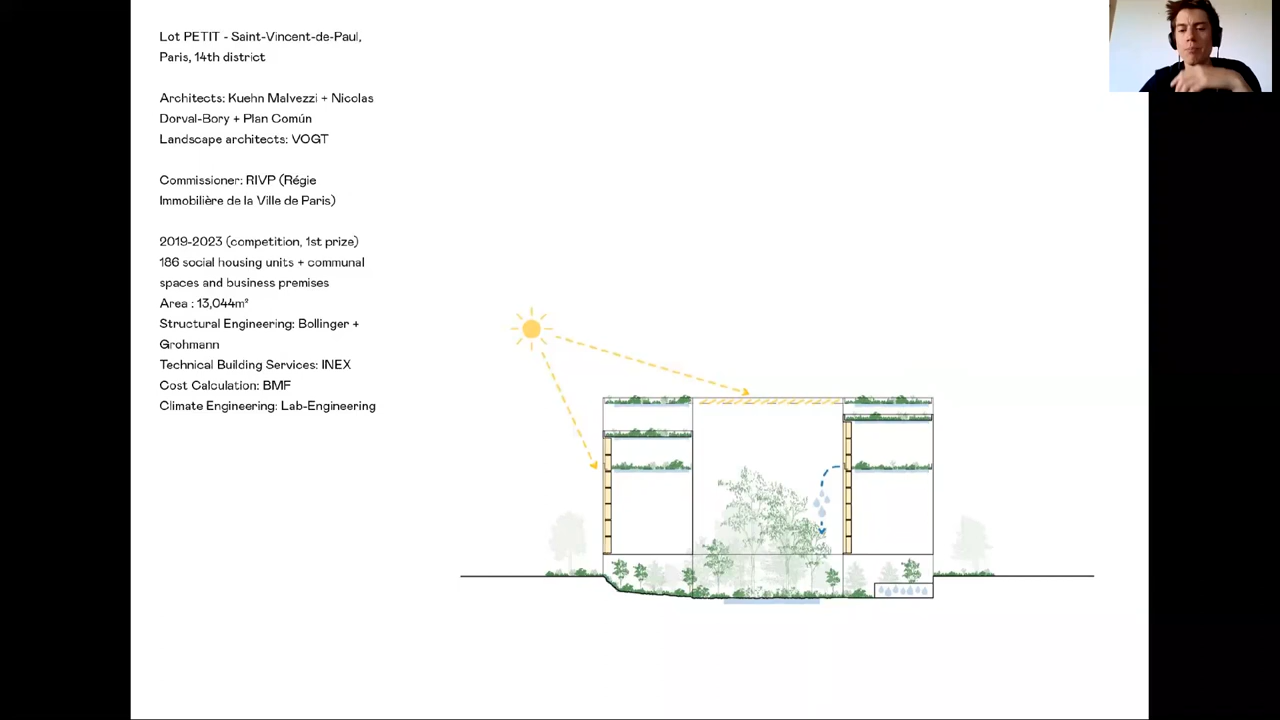 Lot PETIT - Saint-Vincent-de-Paul,
Paris, 14th district
Architects: Kuehn Malvezzi + Nicolas
Dorval-Bory + Plan Común
Landscape architects: VOGT
Commissioner: RIVP (Régie
Immobilière de la Ville de Paris)
2019-2023 (competition, 1st prize)
186 social housing units + communal
spaces and business premises
Area : 13,044m²
Structural Engineering: Bollinger +
Grohmann
Technical Building Services: INEX
Cost Calculation: BMF
Climate Engineering: Lab-Engineering